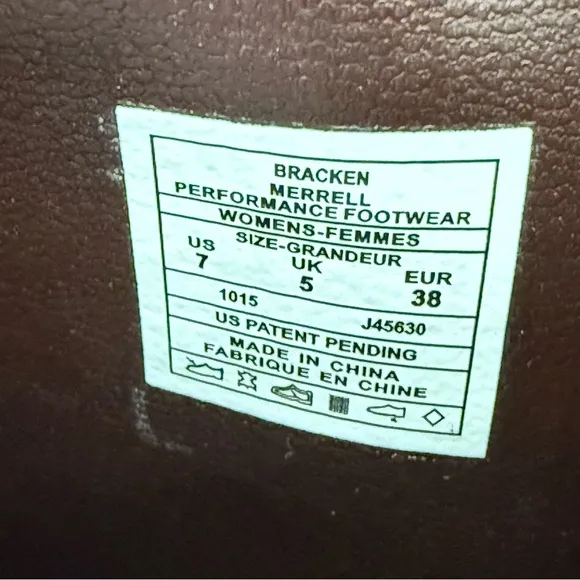 BRACKEN
MERRELL
PERFORMANCE FOOTWEAR
WOMENS-FEMMES
SIZE-GRANDEUR
US UK EUR
7 5 38
1015 J45630
US PATENT PENDING
MADE IN CHINA
FABRIQUE EN CHINE